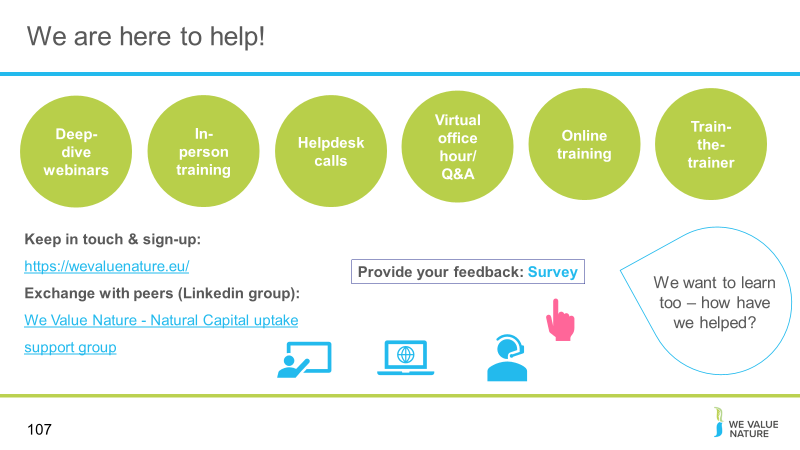 We are here to help!
Deep-
dive
webinars
In-
person
training
Helpdesk
calls
Virtual
office
hour/
Q&A
Online
training
Train-
the-
trainer
Keep in touch & sign-up:
https://wevaluenature.eu/
Exchange with peers (Linkedin group):
We Value Nature - Natural Capital uptake
support group
Provide your feedback: Survey
We want to learn
too – how have
we helped?
107
WE VALUE
NATURE